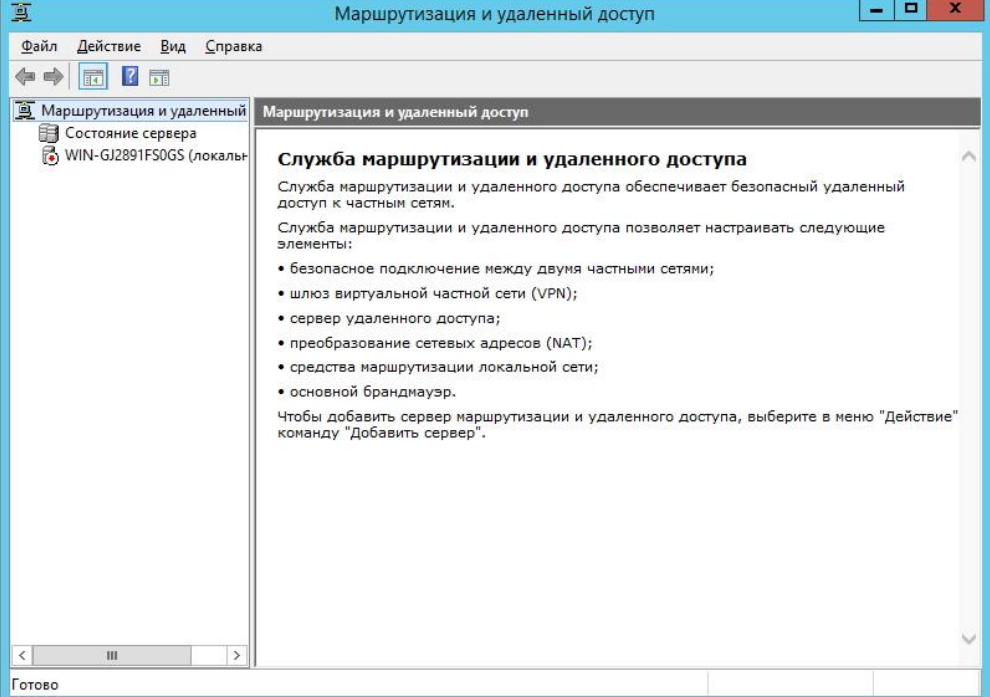 Маршрутизация и удаленный доступ
Файл Действие Вид Справка
Маршрутизация и удаленный
Состояние сервера
WIN-GJ2891FS0GS (локальн
Маршрутизация и удаленный доступ
Служба маршрутизации и удаленного доступа
Служба маршрутизации и удаленного доступа обеспечивает безопасный удаленный
доступ к частным сетям.
Служба маршрутизации и удаленного доступа позволяет настраивать следующие
элементы:
• безопасное подключение между двумя частными сетями;
• шлюз виртуальной частной сети (VPN);
• сервер удаленного доступа;
• преобразование сетевых адресов (NAT);
• средства маршрутизации локальной сети;
• основной брандмауэр.
Чтобы добавить сервер маршрутизации и удаленного доступа, выберите в меню "Действие"
команду "Добавить сервер".
Готово